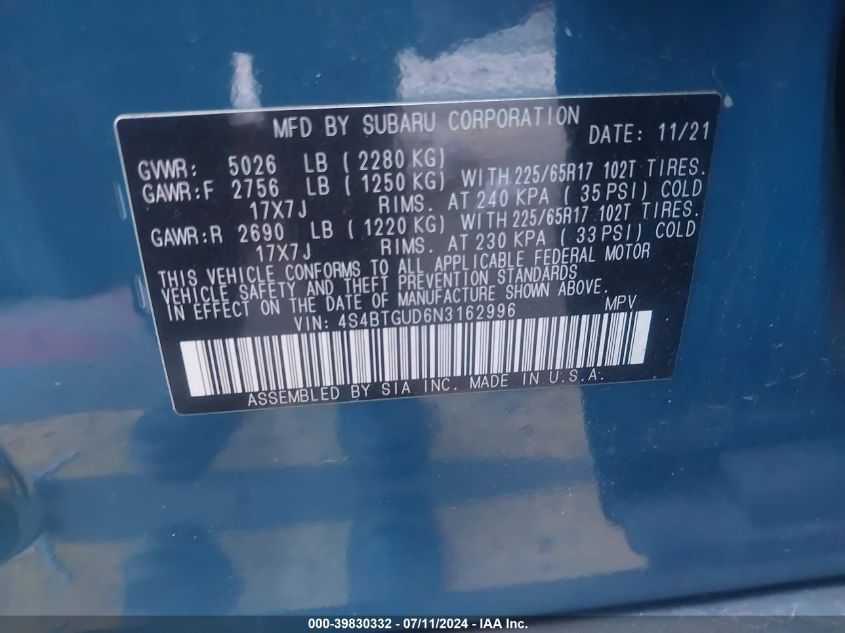 MFD BY SUBARU CORPORATION DATE: 11/21
GVWR: 5026 LB (2280 KG)
GAWR:F 2756 LB (1250 KG) WITH 225/65R17 102T TIRES.
17X7J RIMS. AT 240 KPA (35 PSI) COLD
GAWR:R 2690 LB (1220 KG) WITH 225/65R17 102T TIRES.
17X7J RIMS. AT 230 KPA (33 PSI) COLD
THIS VEHICLE CONFORMS TO ALL APPLICABLE FEDERAL MOTOR
VEHICLE SAFETY AND THEFT PREVENTION STANDARDS
IN EFFECT ON THE DATE OF MANUFACTURE SHOWN ABOVE.
VIN: 4S4BTGUD6N3162996 MPV
ASSEMBLED BY SIA INC. MADE IN U.S.A.
000-39830332 - 07/11/2024 - IAA Inc.